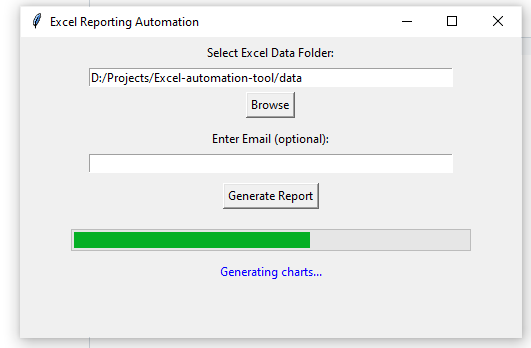 Excel Reporting Automation
Select Excel Data Folder:
D:/Projects/Excel-automation-tool/data
Browse
Enter Email (optional):
Generate Report
Generating charts...